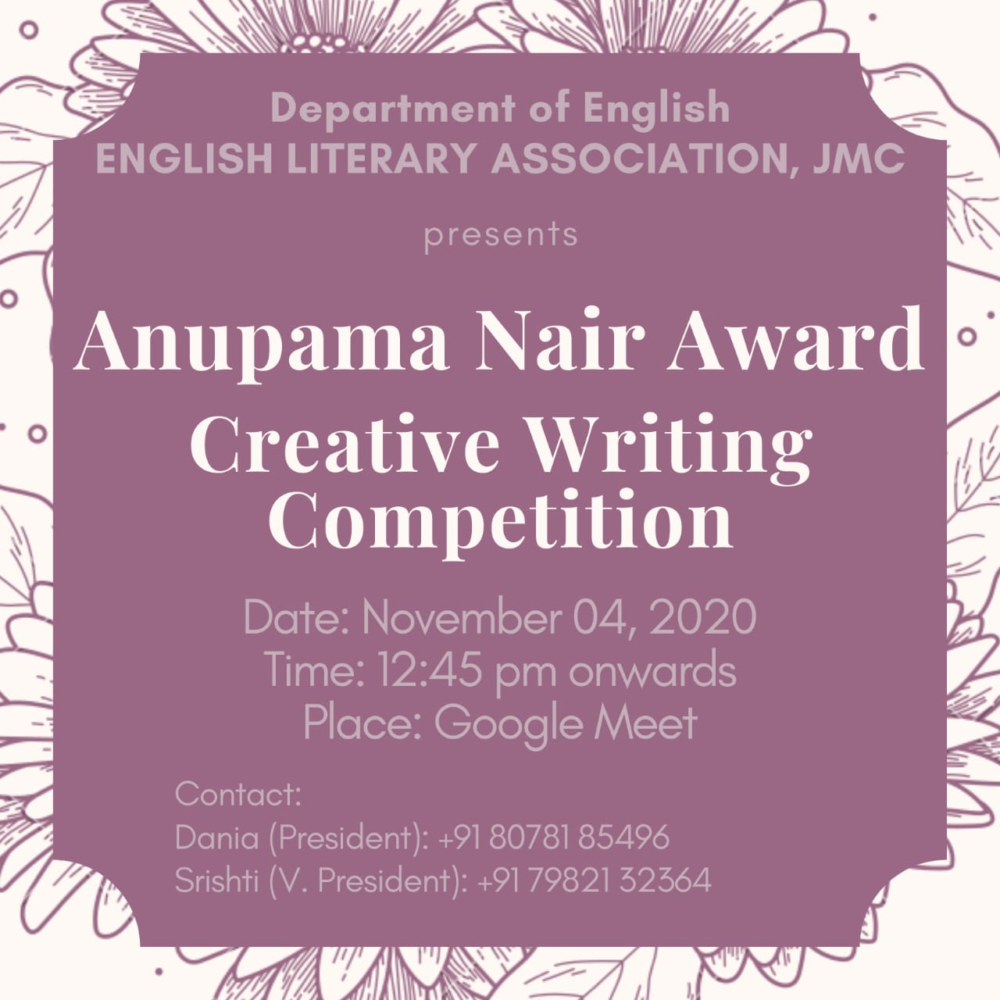 Department of English
ENGLISH LITERARY ASSOCIATION, JMC
presents
Anupama Nair Award
Creative Writing
Competition
Date: November 04, 2020
Time: 12:45 pm onwards
Place: Google Meet
Contact:
Dania (President): +91 80781 85496
Srishti (V. President): +91 79821 32364